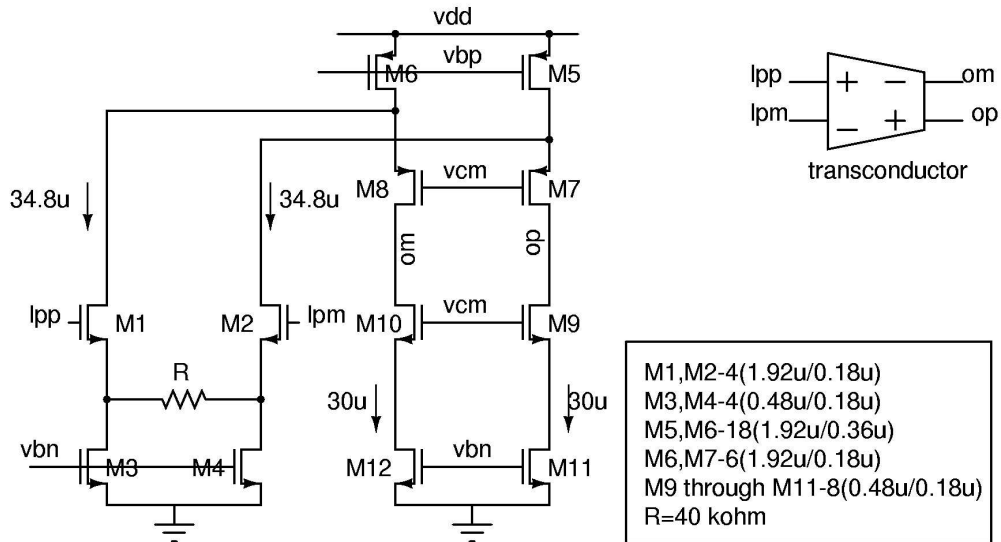 vdd
vbp
M6
M5
lpp
+
−
om
lpm
−
+
op
transconductor
34.8u
34.8u
M8
vcm
M7
om
op
lpp
M1
M2
lpm
M10
vcm
M9
R
30u
30u
vbn
M3
M4
M12
vbn
M11
M1,M2-4(1.92u/0.18u)
M3,M4-4(0.48u/0.18u)
M5,M6-18(1.92u/0.36u)
M6,M7-6(1.92u/0.18u)
M9 through M11-8(0.48u/0.18u)
R=40 kohm